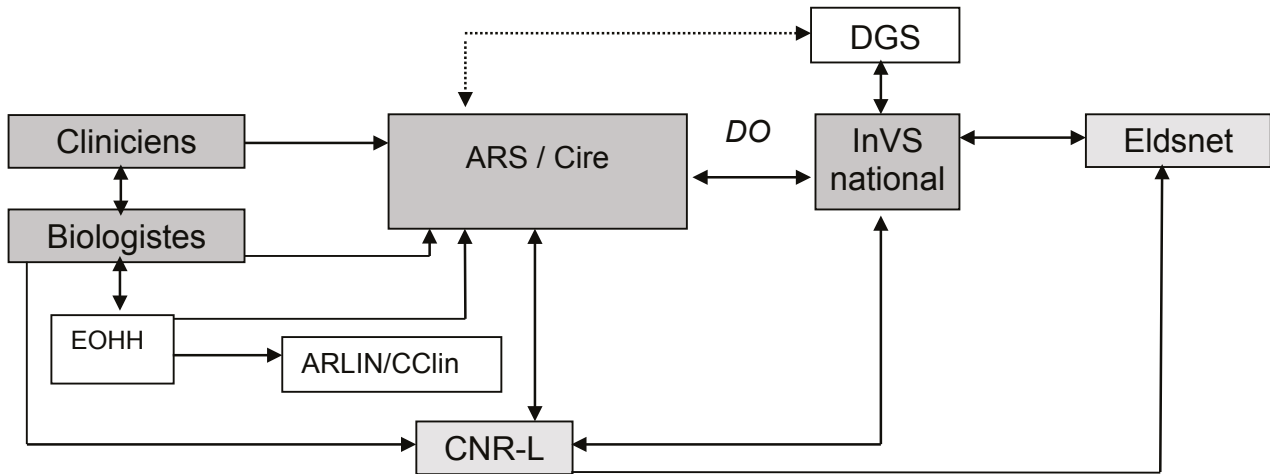 DGS
Cliniciens
ARS / Cire
DO
InVS
national
Eldsnet
Biologistes
EOHH
ARLIN/CClin
CNR-L